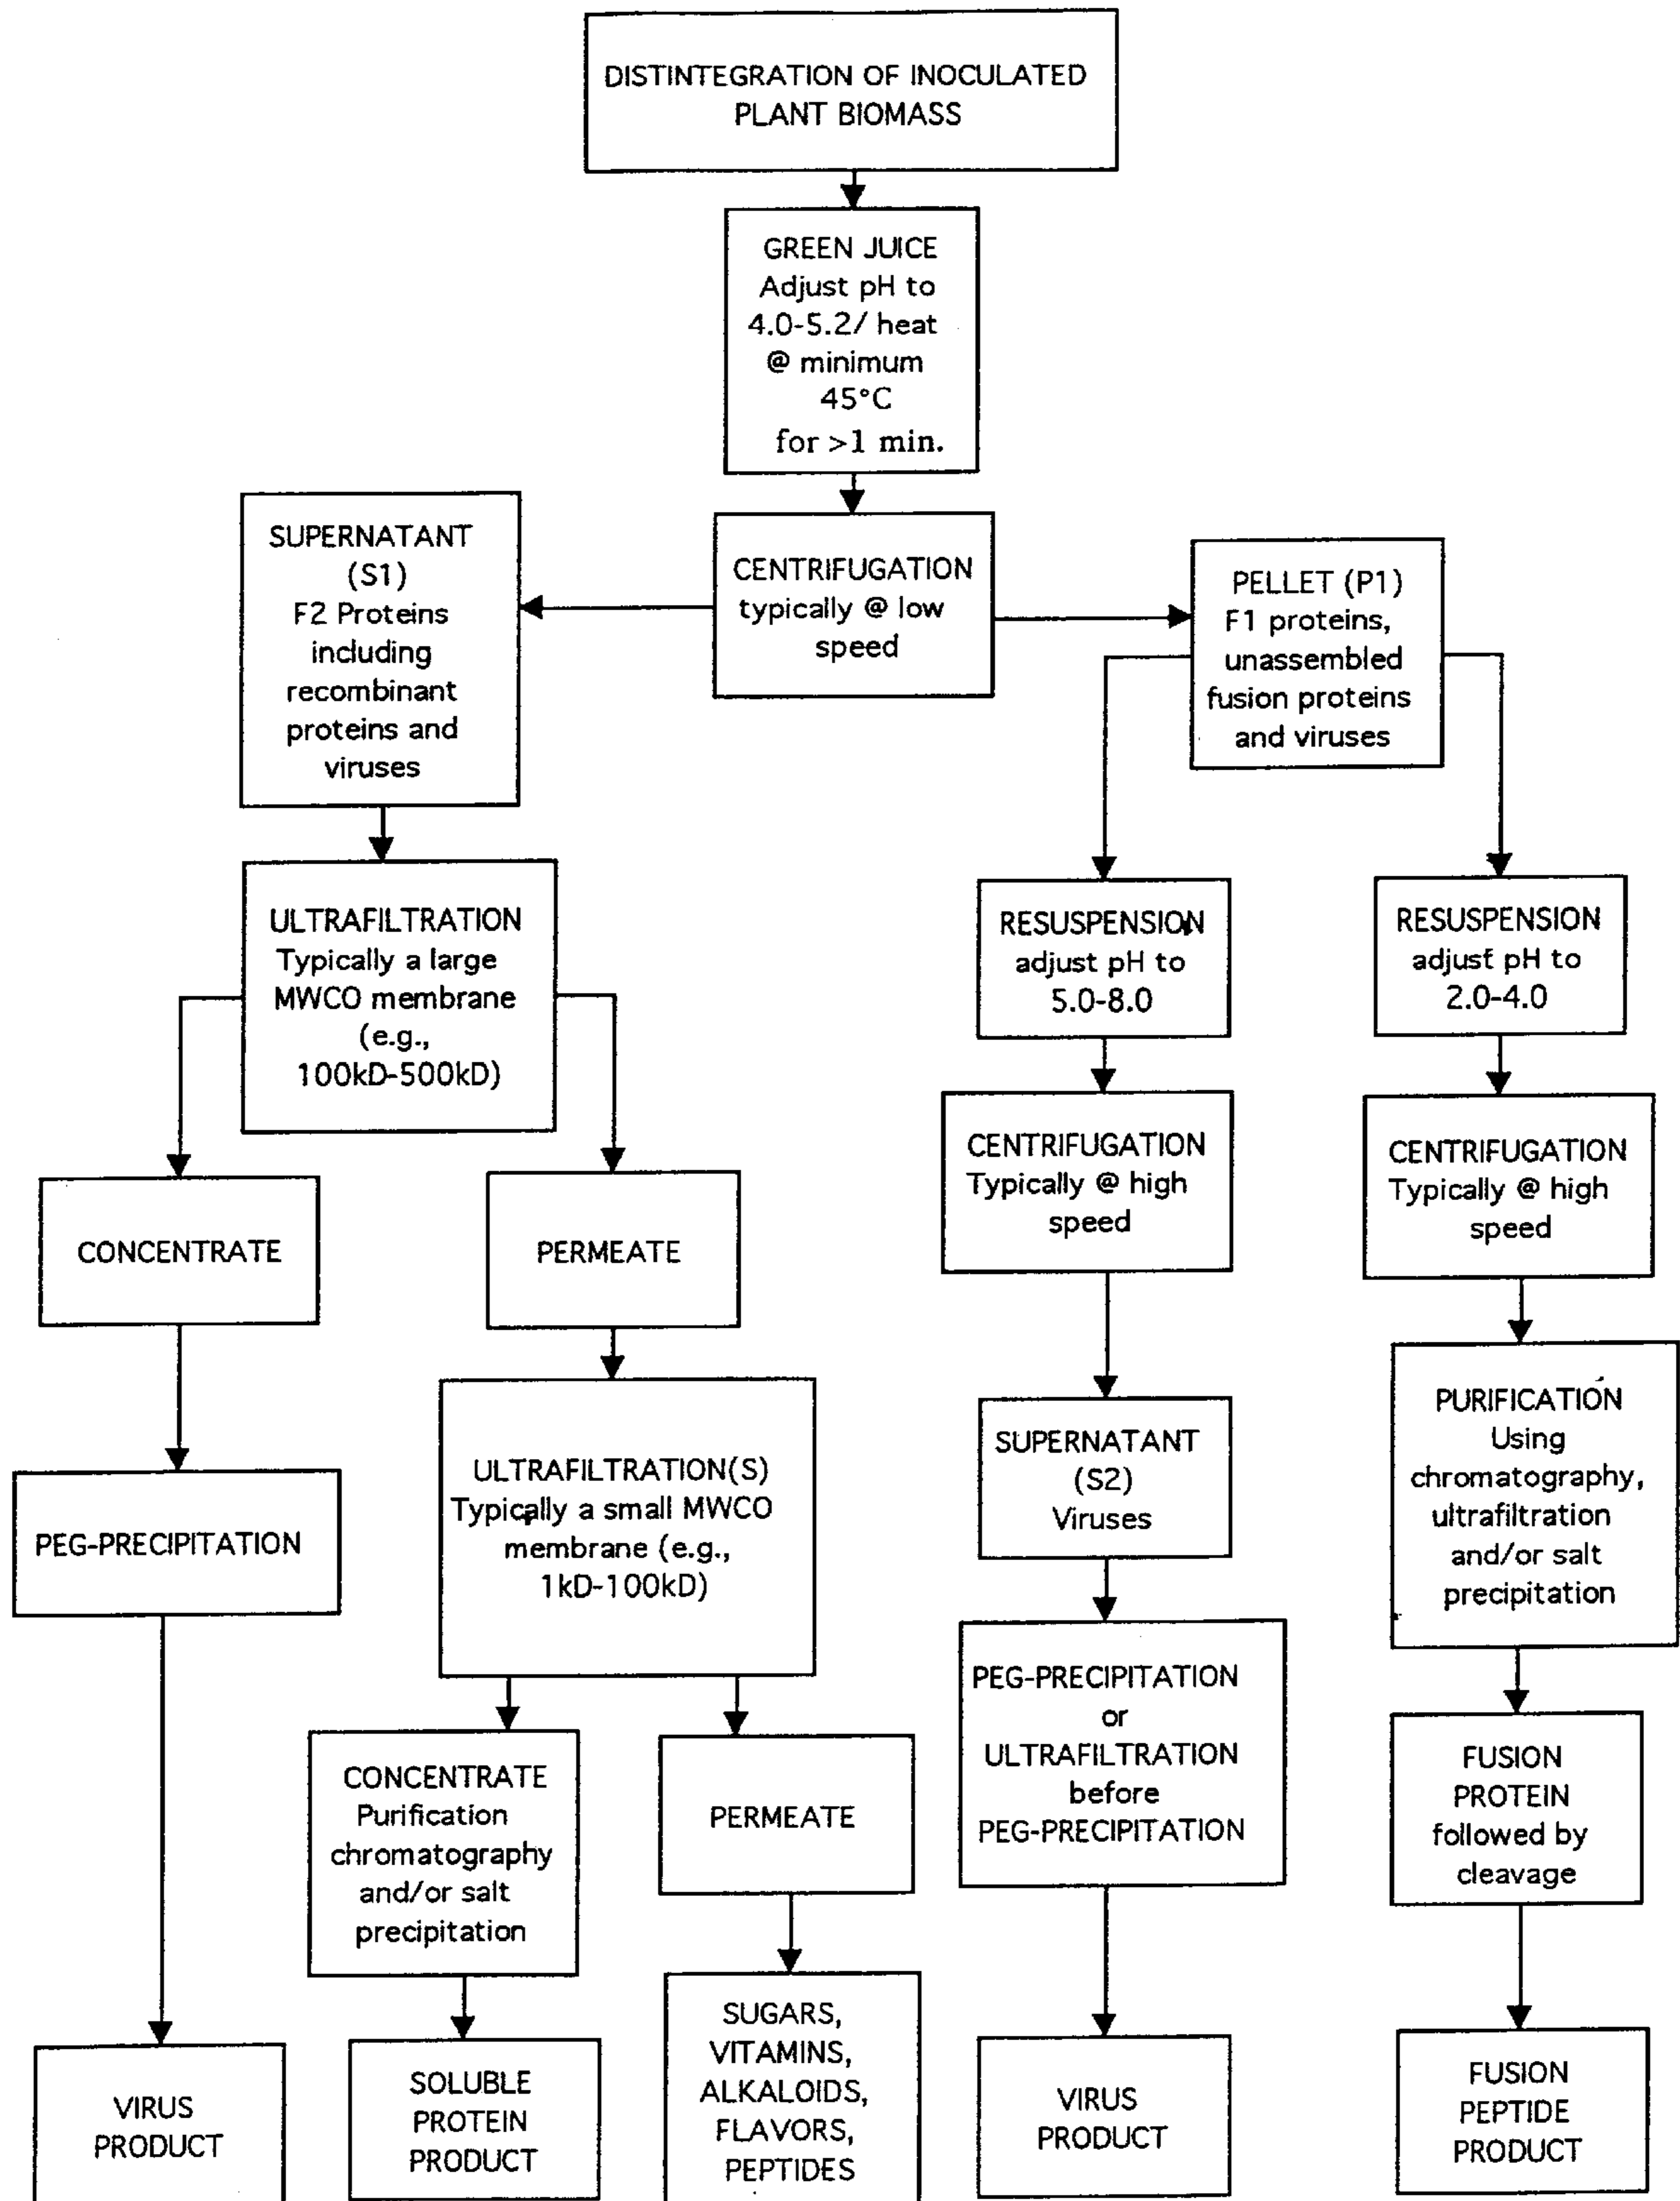 DISTINTEGRATION OF INOCULATED
PLANT BIOMASS
GREEN JUICE
Adjust pH to
4.0-5.2/ heat
@ minimum
45°C
for >1 min.
SUPERNATANT
(S1)
F2 Proteins
including
recombinant
proteins and
viruses
CENTRIFUGATION
typically @ low
speed
PELLET (P1)
F1 proteins,
unassembled
fusion proteins
and viruses
ULTRAFILTRATION
Typically a large
MWCO membrane
(e.g.,
100kD-500kD)
RESUSPENSION
adjust pH to
5.0-8.0
RESUSPENSION
adjust pH to
2.0-4.0
CONCENTRATE
PERMEATE
CENTRIFUGATION
Typically @ high
speed
CENTRIFUGATION
Typically @ high
speed
PEG-PRECIPITATION
ULTRAFILTRATION(S)
Typically a small MWCO
membrane (e.g.,
1kD-100kD)
SUPERNATANT
(S2)
Viruses
PURIFICATION
Using
chromatography,
ultrafiltration
and/or salt
precipitation
CONCENTRATE
Purification
chromatography
and/or salt
precipitation
PERMEATE
PEG-PRECIPITATION
or
ULTRAFILTRATION
before
PEG-PRECIPITATION
FUSION
PROTEIN
followed by
cleavage
VIRUS
PRODUCT
SOLUBLE
PROTEIN
PRODUCT
SUGARS,
VITAMINS,
ALKALOIDS,
FLAVORS,
PEPTIDES
VIRUS
PRODUCT
FUSION
PEPTIDE
PRODUCT